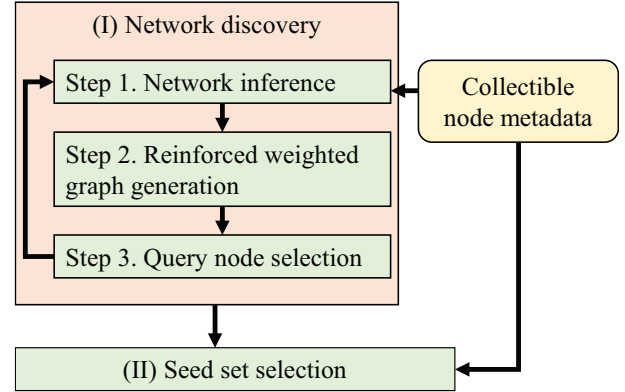 (I) Network discovery
Step 1. Network inference
Collectible
node metadata
Step 2. Reinforced weighted
graph generation
Step 3. Query node selection
(II) Seed set selection